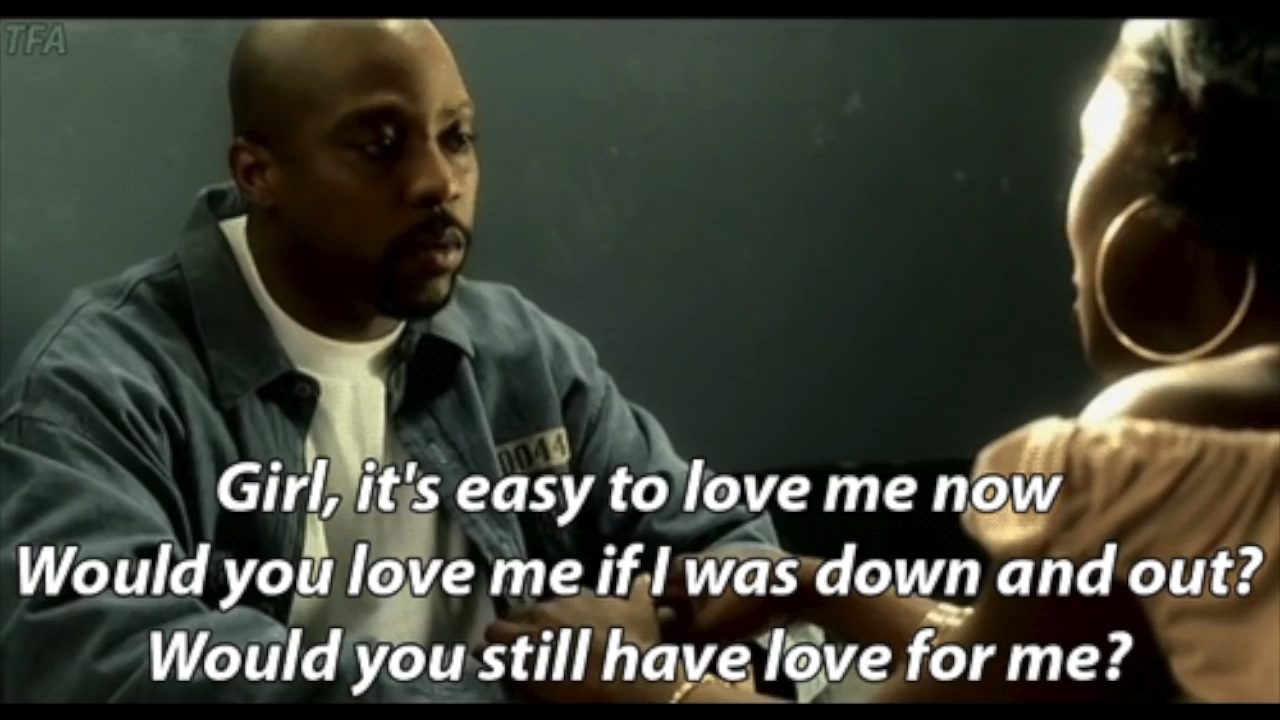 TFA
0044
Girl, it's easy to love me now
Would you love me if I was down and out?
Would you still have love for me?